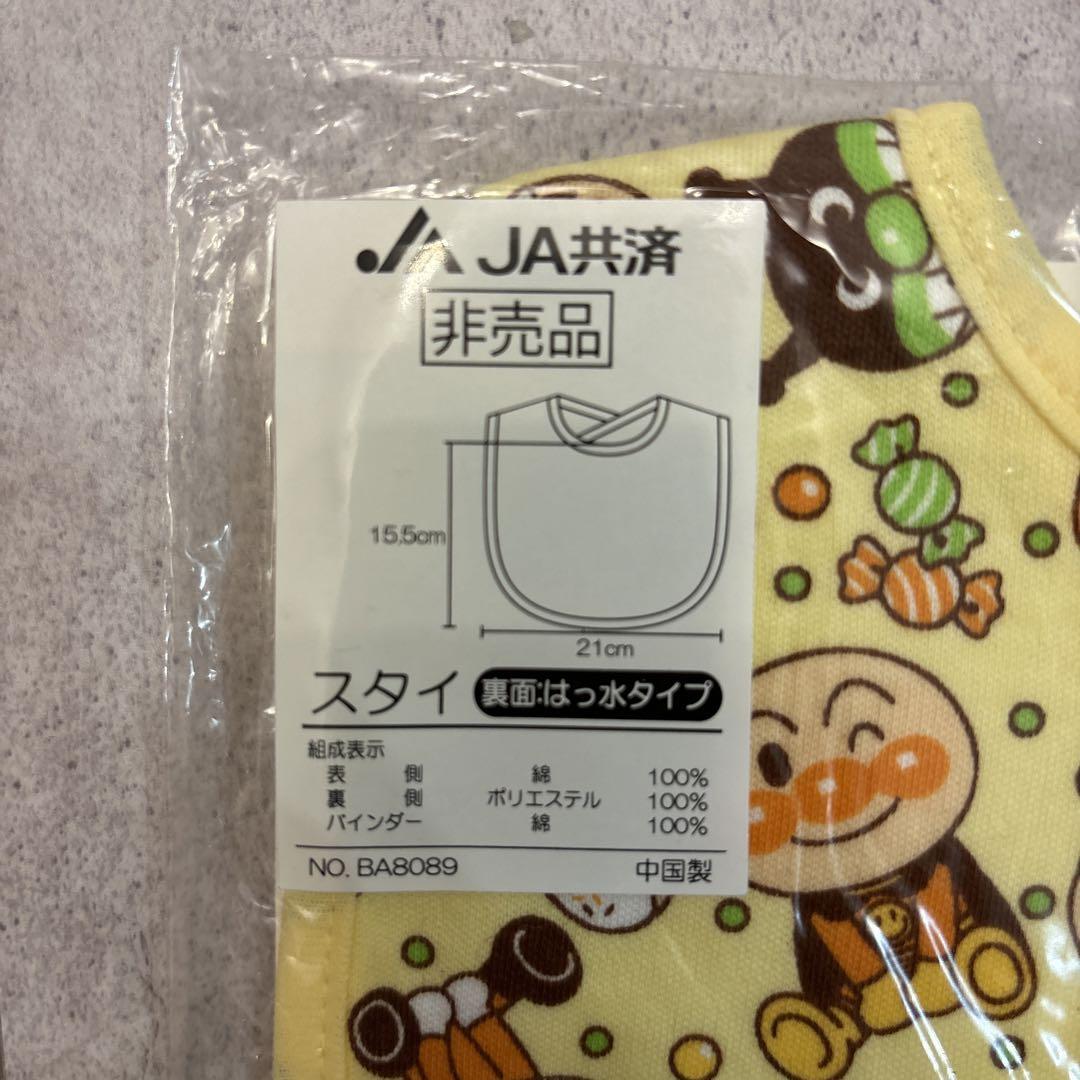 JA JA共済
非売品
15.5cm
21cm
スタイ 裏面:はっ水タイプ
組成表示
表側 綿 100%
裏側 ポリエステル 100%
バインダー 綿 100%
NO. BA8089 中国製